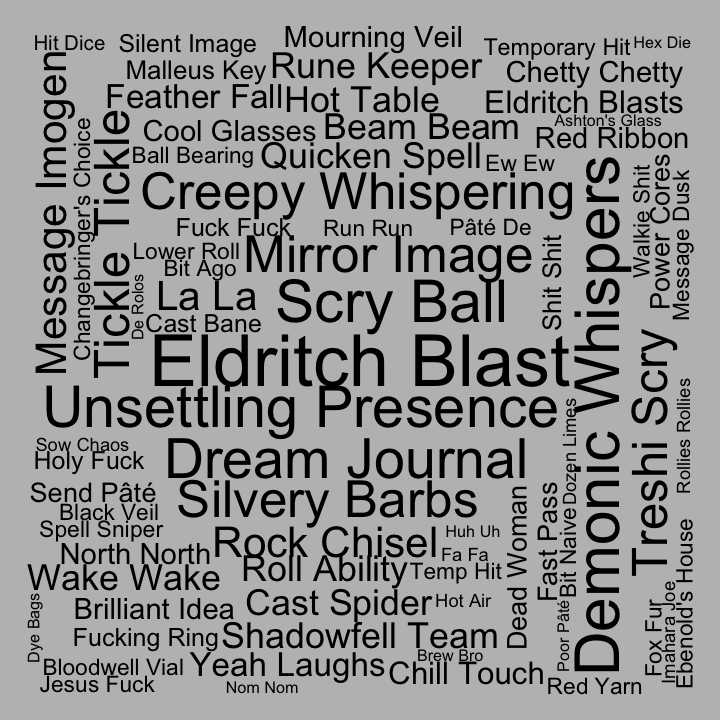 Hit Dice
Silent Image
Mourning Veil
Temporary Hit
Hex Die
Malleus Key
Rune Keeper
Chetty Chetty
Feather Fall
Hot Table
Eldritch Blasts
Ashton's Glass
Cool Glasses
Beam Beam
Red Ribbon
Message Imogen
Changebringer's Choice
Tickle Tickle
Ball Bearing
Quicken Spell
Ew Ew
Creepy Whispering
Demonic Whispers
Walkie Shit
Power Cores
Message Dusk
Fuck Fuck
Run Run
Pâté De
Lower Roll
Mirror Image
Bit Ago
De Rolos
La La
Scry Ball
Shit Shit
Cast Bane
Eldritch Blast
Treshi Scry
Unsettling Presence
Rollies Rollies
Sow Chaos
Holy Fuck
Dream Journal
Dozen Limes
Send Pâté
Silvery Barbs
Black Veil
Spell Sniper
Dead Woman
Fast Pass
Bit Naive
North North
Rock Chisel
Huh Uh
Fa Fa
Wake Wake
Roll Ability
Temp Hit
Ebenold's House
Brilliant Idea
Cast Spider
Hot Air
Dye Bags
Fucking Ring
Shadowfell Team
Poor Pâté
Fox Fur
Imahara Joe
Brew Bro
Bloodwell Vial
Yeah Laughs
Chill Touch
Jesus Fuck
Nom Nom
Red Yarn